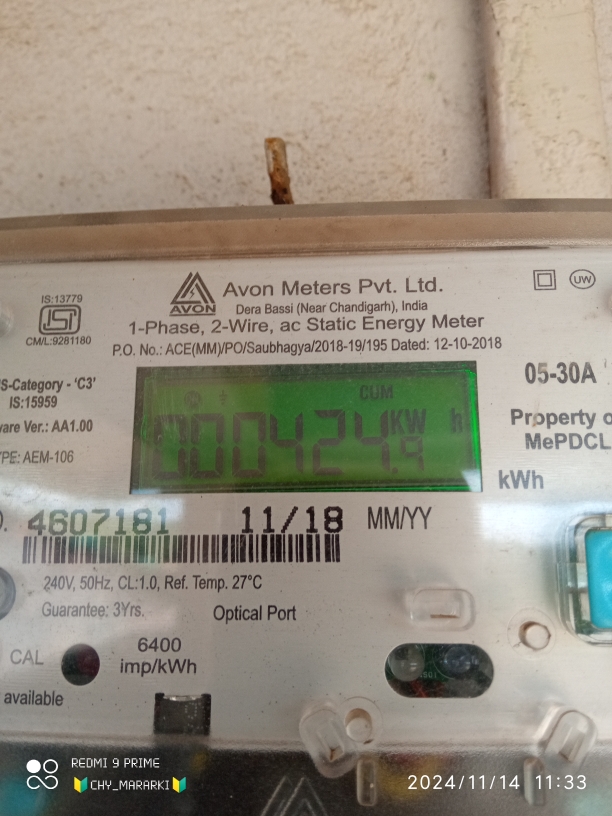 Avon Meters Pvt. Ltd.
AVON
Dera Bassi (Near Chandigarh), India
1-Phase, 2-Wire, ac Static Energy Meter
P.O. No.: ACE(MM)/PO/Saubhagya/2018-19/195 Dated: 12-10-2018
IS:13779
ISI
CM/L:9281180
UW
S-Category - 'C3'
IS:15959
are Ver.: AA1.00
PE: AEM-106
CUM
000424.9 KW h
05-30A
Property o
MePDCL
kWh
4607181 11/18 MM/YY
240V, 50Hz, CL:1.0, Ref. Temp. 27°C
Guarantee: 3Yrs. Optical Port
CAL
6400
imp/kWh
available
REDMI 9 PRIME
CHY_MARARKI
2024/11/14 11:33